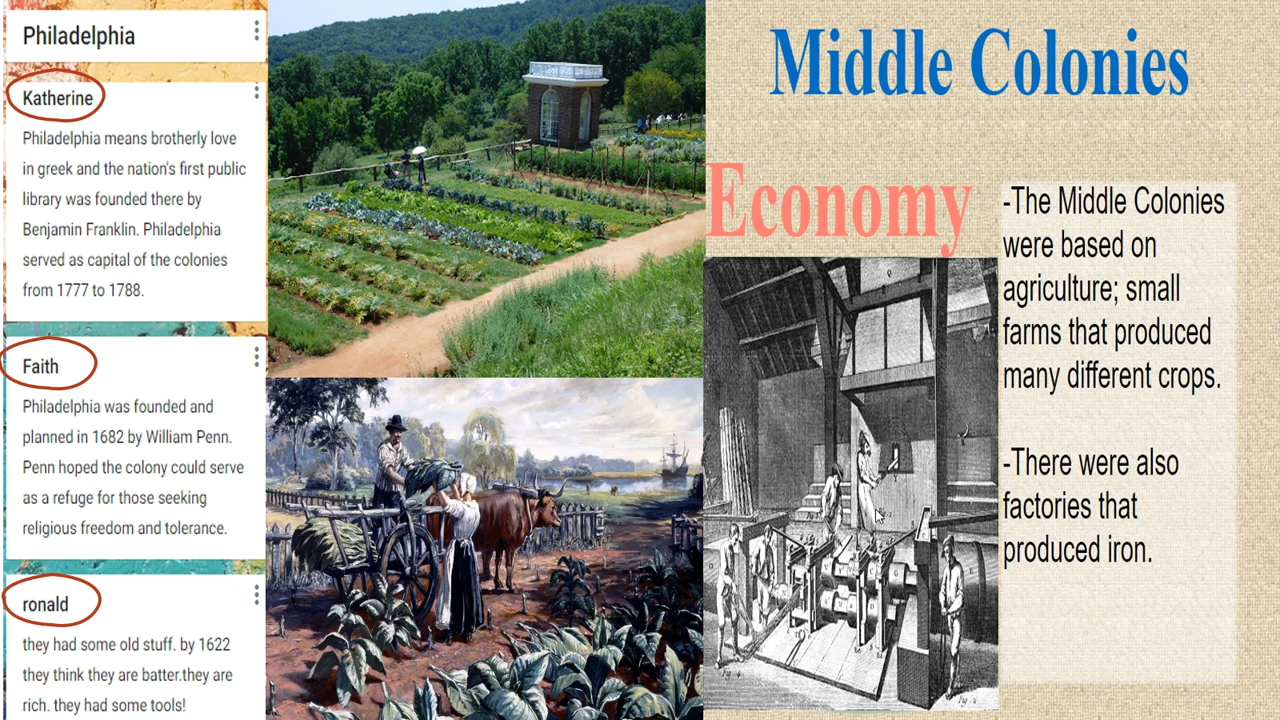 Philadelphia
Katherine
Philadelphia means brotherly love
in greek and the nation's first public
library was founded there by
Benjamin Franklin. Philadelphia
served as capital of the colonies
from 1777 to 1788.
Faith
Philadelphia was founded and
planned in 1682 by William Penn.
Penn hoped the colony could serve
as a refuge for those seeking
religious freedom and tolerance.
ronald
they had some old stuff. by 1622
they think they are batter.they are
rich. they had some tools!
Middle Colonies
Economy
-The Middle Colonies
were based on
agriculture; small
farms that produced
many different crops.
-There were also
factories that
produced iron.